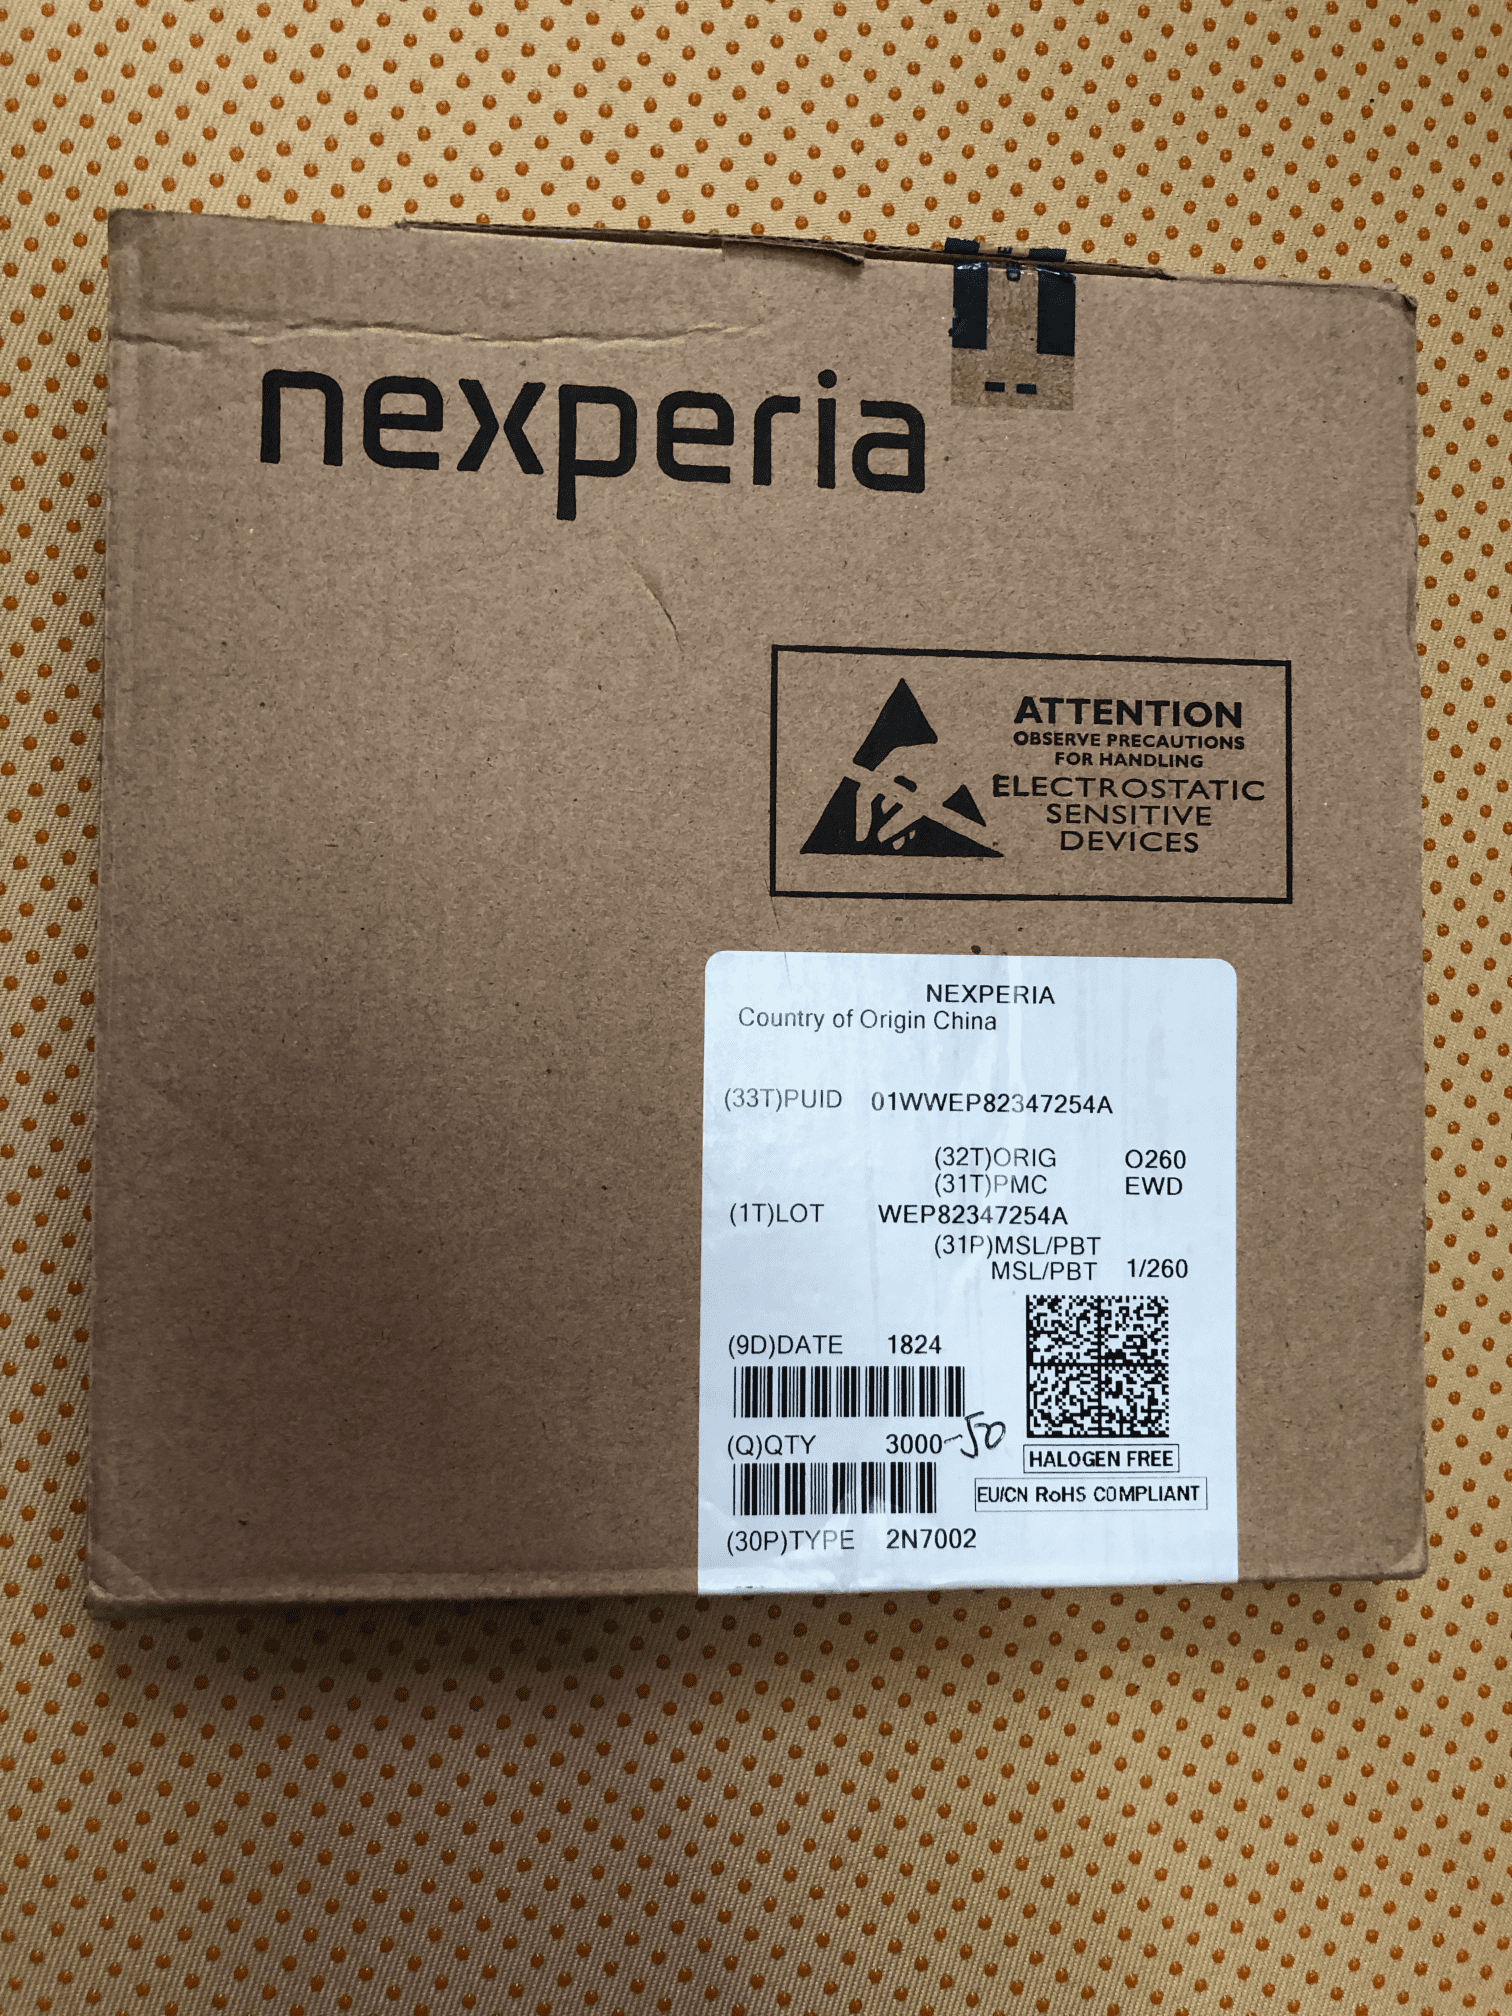 nexperia
ATTENTION
OBSERVE PRECAUTIONS
FOR HANDLING
ELECTROSTATIC
SENSITIVE
DEVICES
NEXPERIA
Country of Origin China
(33T)PUID 01WWEP82347254A
(32T)ORIG O260
(31T)PMC EWD
(1T)LOT WEP82347254A
(31P)MSL/PBT
MSL/PBT 1/260
(9D)DATE 1824
(Q)QTY 3000-50
HALOGEN FREE
EU/CN RoHS COMPLIANT
(30P)TYPE 2N7002